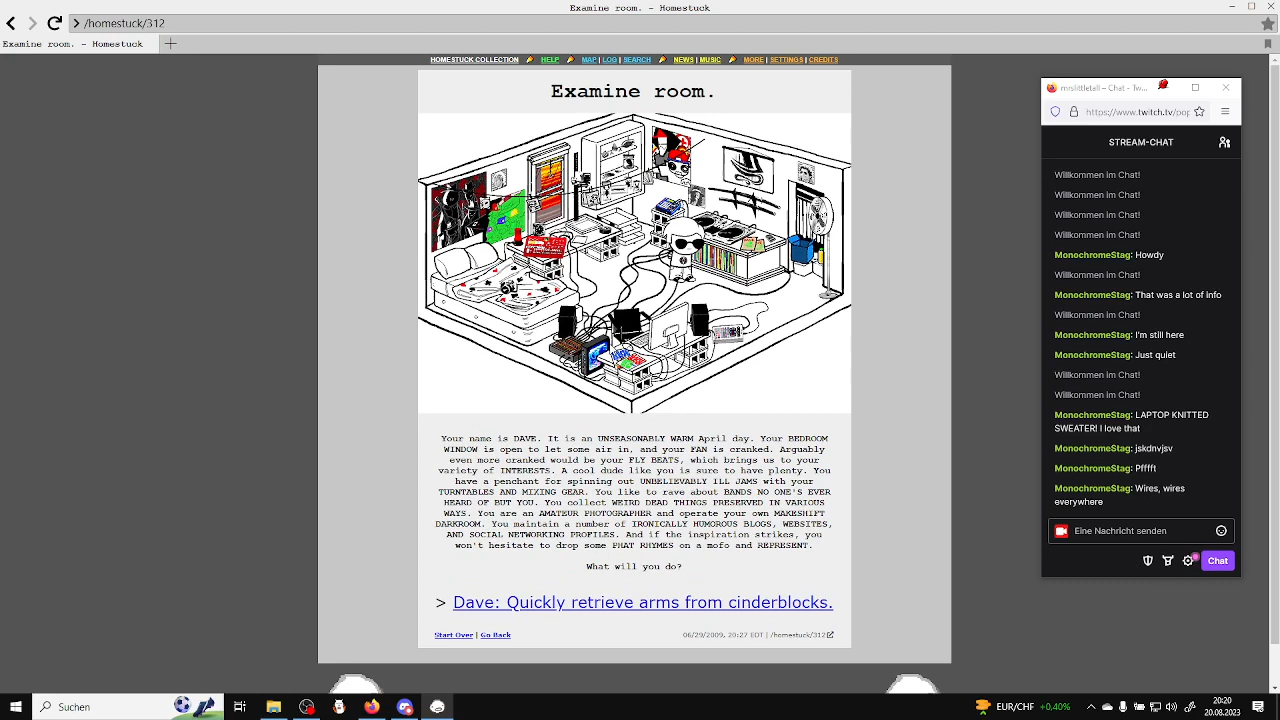 Examine room. - Homestuck
> /homestuck/312
Examine room. - Homestuck
HOMESTUCK COLLECTION HELP MAP | LOG | SEARCH NEWS | MUSIC MORE | SETTINGS | CREDITS
Examine room.
Your name is DAVE. It is an UNSEASONABLY WARM April day. Your BEDROOM
WINDOW is open to let some air in, and your FAN is cranked. Arguably
even more cranked would be your FLY BEATS, which brings us to your
variety of INTERESTS. A cool dude like you is sure to have plenty. You
have a penchant for spinning out UNBELIEVABLY ILL JAMS with your
TURNTABLES AND MIXING GEAR. You like to rave about BANDS NO ONE'S EVER
HEARD OF BUT YOU. You collect WEIRD DEAD THINGS PRESERVED IN VARIOUS
WAYS. You are an AMATEUR PHOTOGRAPHER and operate your own MAKESHIFT
DARKROOM. You maintain a number of IRONICALLY HUMOROUS BLOGS, WEBSITES,
AND SOCIAL NETWORKING PROFILES. And if the inspiration strikes, you
won't hesitate to drop some PHAT RHYMES on a mofo and REPRESENT.
What will you do?
> Dave: Quickly retrieve arms from cinderblocks.
Start Over | Go Back
06/29/2009, 20:27 EDT | /homestuck/312
mrslittletall – Chat - Tw...
https://www.twitch.tv/pop
STREAM-CHAT
Willkommen im Chat!
Willkommen im Chat!
Willkommen im Chat!
Willkommen im Chat!
MonochromeStag: Howdy
Willkommen im Chat!
MonochromeStag: That was a lot of info
Willkommen im Chat!
MonochromeStag: I'm still here
MonochromeStag: Just quiet
Willkommen im Chat!
Willkommen im Chat!
MonochromeStag: LAPTOP KNITTED
SWEATER! I love that
MonochromeStag: jskdnvjsv
MonochromeStag: Pfffft
MonochromeStag: Wires, wires
everywhere
Eine Nachricht senden
Chat
Suchen
EUR/CHF +0,40%
20:20
20.08.2023